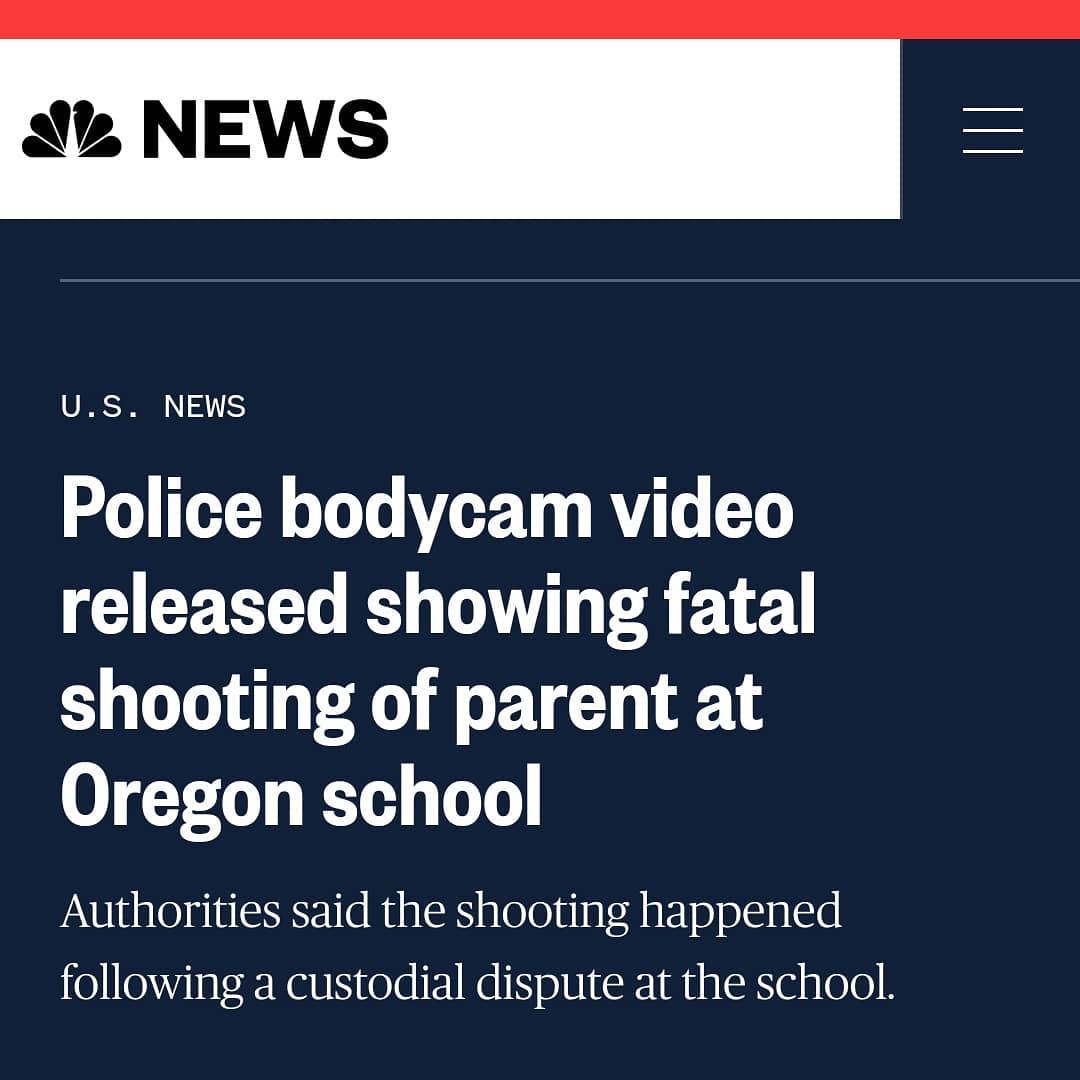 NEWS
U.S. NEWS
Police bodycam video
released showing fatal
shooting of parent at
Oregon school
Authorities said the shooting happened
following a custodial dispute at the school.